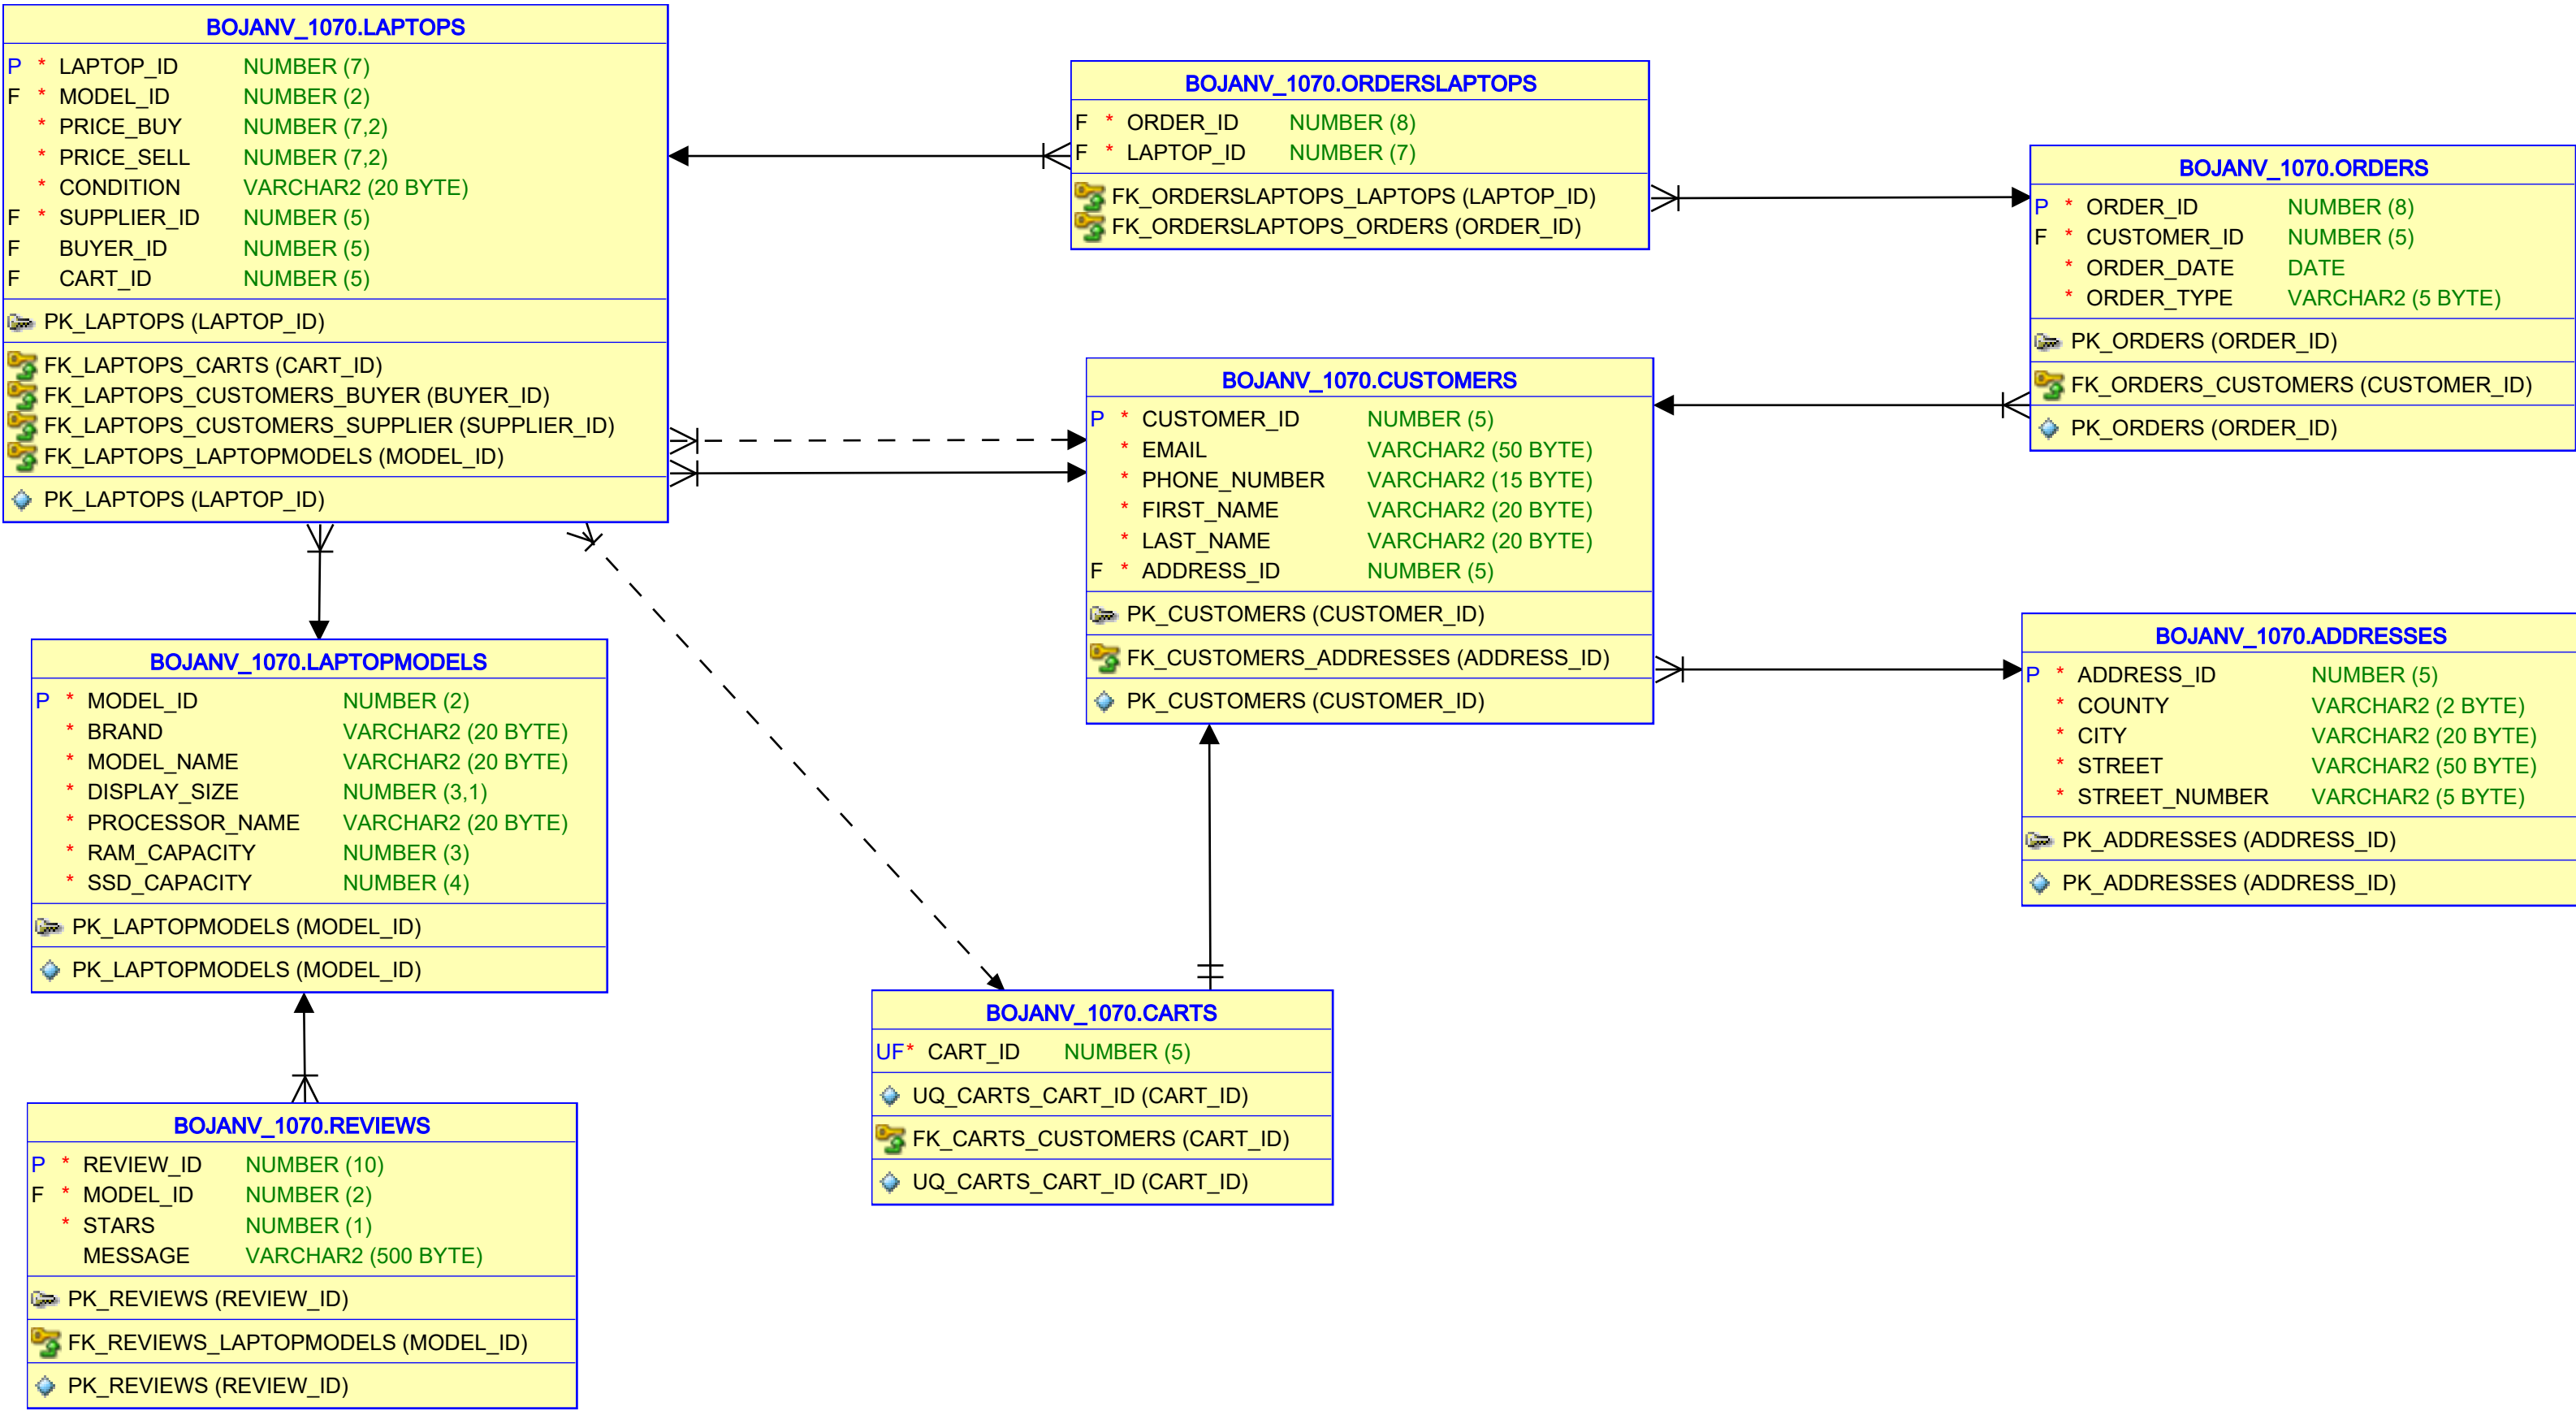 BOJANV_1070.LAPTOPS
P * LAPTOP_ID NUMBER (7)
F * MODEL_ID NUMBER (2)
* PRICE_BUY NUMBER (7,2)
* PRICE_SELL NUMBER (7,2)
* CONDITION VARCHAR2 (20 BYTE)
F * SUPPLIER_ID NUMBER (5)
F BUYER_ID NUMBER (5)
F CART_ID NUMBER (5)
PK_LAPTOPS (LAPTOP_ID)
FK_LAPTOPS_CARTS (CART_ID)
FK_LAPTOPS_CUSTOMERS_BUYER (BUYER_ID)
FK_LAPTOPS_CUSTOMERS_SUPPLIER (SUPPLIER_ID)
FK_LAPTOPS_LAPTOPMODELS (MODEL_ID)
PK_LAPTOPS (LAPTOP_ID)
BOJANV_1070.ORDERSLAPTOPS
F * ORDER_ID NUMBER (8)
F * LAPTOP_ID NUMBER (7)
FK_ORDERSLAPTOPS_LAPTOPS (LAPTOP_ID)
FK_ORDERSLAPTOPS_ORDERS (ORDER_ID)
BOJANV_1070.ORDERS
P * ORDER_ID NUMBER (8)
F * CUSTOMER_ID NUMBER (5)
* ORDER_DATE DATE
* ORDER_TYPE VARCHAR2 (5 BYTE)
PK_ORDERS (ORDER_ID)
FK_ORDERS_CUSTOMERS (CUSTOMER_ID)
PK_ORDERS (ORDER_ID)
BOJANV_1070.CUSTOMERS
P * CUSTOMER_ID NUMBER (5)
* EMAIL VARCHAR2 (50 BYTE)
* PHONE_NUMBER VARCHAR2 (15 BYTE)
* FIRST_NAME VARCHAR2 (20 BYTE)
* LAST_NAME VARCHAR2 (20 BYTE)
F * ADDRESS_ID NUMBER (5)
PK_CUSTOMERS (CUSTOMER_ID)
FK_CUSTOMERS_ADDRESSES (ADDRESS_ID)
PK_CUSTOMERS (CUSTOMER_ID)
BOJANV_1070.ADDRESSES
P * ADDRESS_ID NUMBER (5)
* COUNTY VARCHAR2 (2 BYTE)
* CITY VARCHAR2 (20 BYTE)
* STREET VARCHAR2 (50 BYTE)
* STREET_NUMBER VARCHAR2 (5 BYTE)
PK_ADDRESSES (ADDRESS_ID)
PK_ADDRESSES (ADDRESS_ID)
BOJANV_1070.LAPTOPMODELS
P * MODEL_ID NUMBER (2)
* BRAND VARCHAR2 (20 BYTE)
* MODEL_NAME VARCHAR2 (20 BYTE)
* DISPLAY_SIZE NUMBER (3,1)
* PROCESSOR_NAME VARCHAR2 (20 BYTE)
* RAM_CAPACITY NUMBER (3)
* SSD_CAPACITY NUMBER (4)
PK_LAPTOPMODELS (MODEL_ID)
PK_LAPTOPMODELS (MODEL_ID)
BOJANV_1070.CARTS
UF* CART_ID NUMBER (5)
UQ_CARTS_CART_ID (CART_ID)
FK_CARTS_CUSTOMERS (CART_ID)
UQ_CARTS_CART_ID (CART_ID)
BOJANV_1070.REVIEWS
P * REVIEW_ID NUMBER (10)
F * MODEL_ID NUMBER (2)
* STARS NUMBER (1)
MESSAGE VARCHAR2 (500 BYTE)
PK_REVIEWS (REVIEW_ID)
FK_REVIEWS_LAPTOPMODELS (MODEL_ID)
PK_REVIEWS (REVIEW_ID)